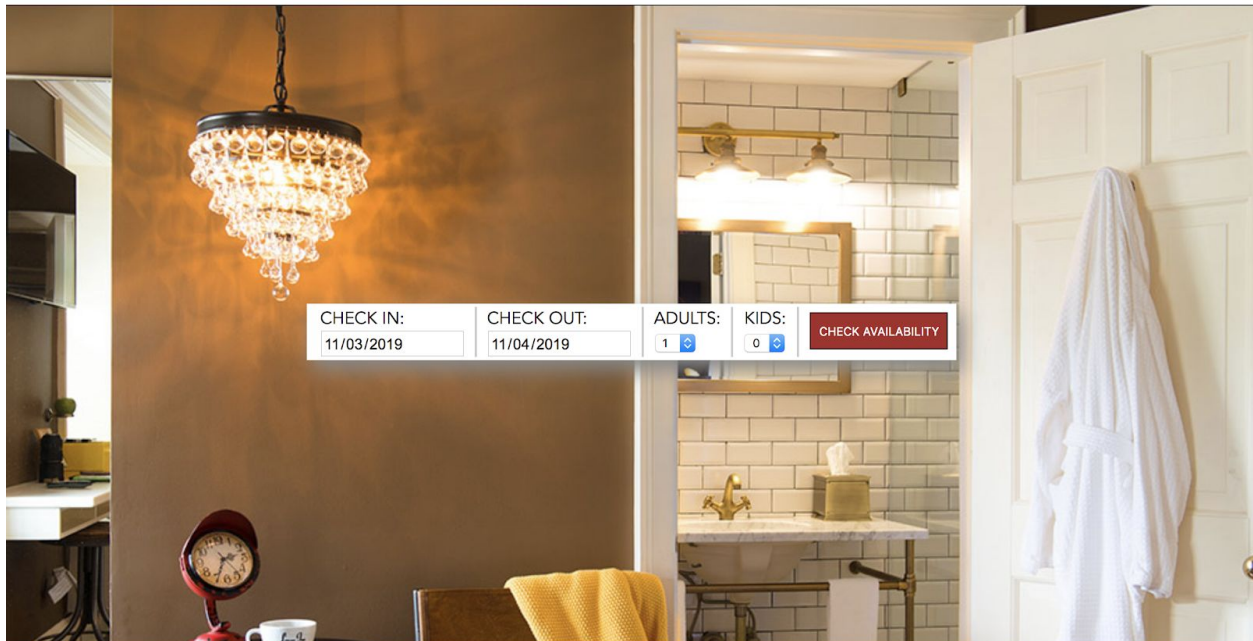 CHECK IN:
CHECK OUT:
ADULTS:
KIDS:
11/03/2019
11/04/2019
1
0
CHECK AVAILABILITY